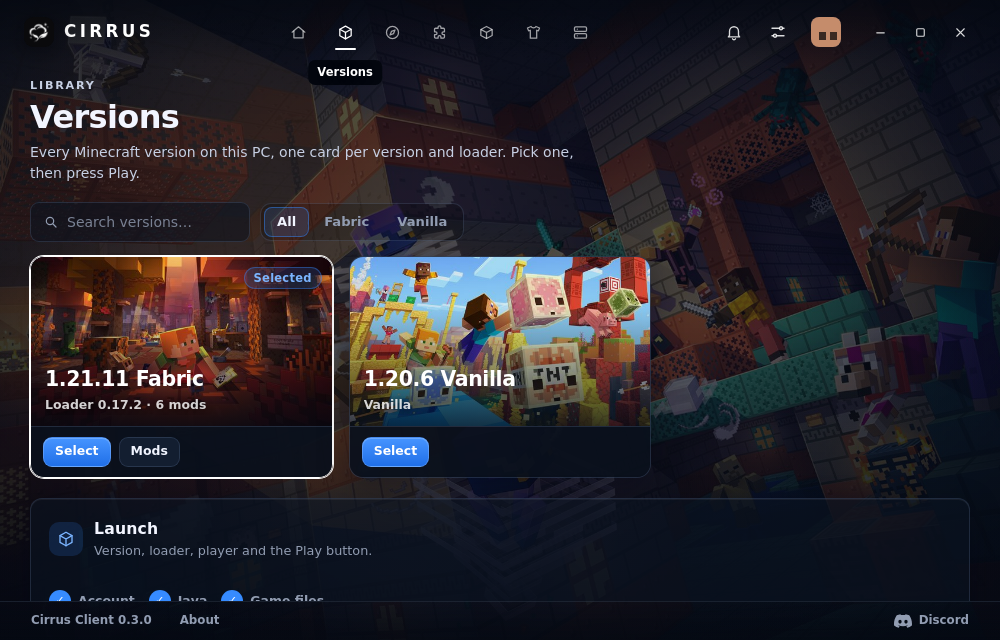 CIRRUS
Versions
LIBRARY
Versions
Every Minecraft version on this PC, one card per version and loader. Pick one,
then press Play.
Search versions...
All
Fabric
Vanilla
Selected
1.21.11 Fabric
Loader 0.17.2 · 6 mods
Select
Mods
TNT
1.20.6 Vanilla
Vanilla
Select
Launch
Version, loader, player and the Play button.
Account
Java
Game files
Cirrus Client 0.3.0
About
Discord